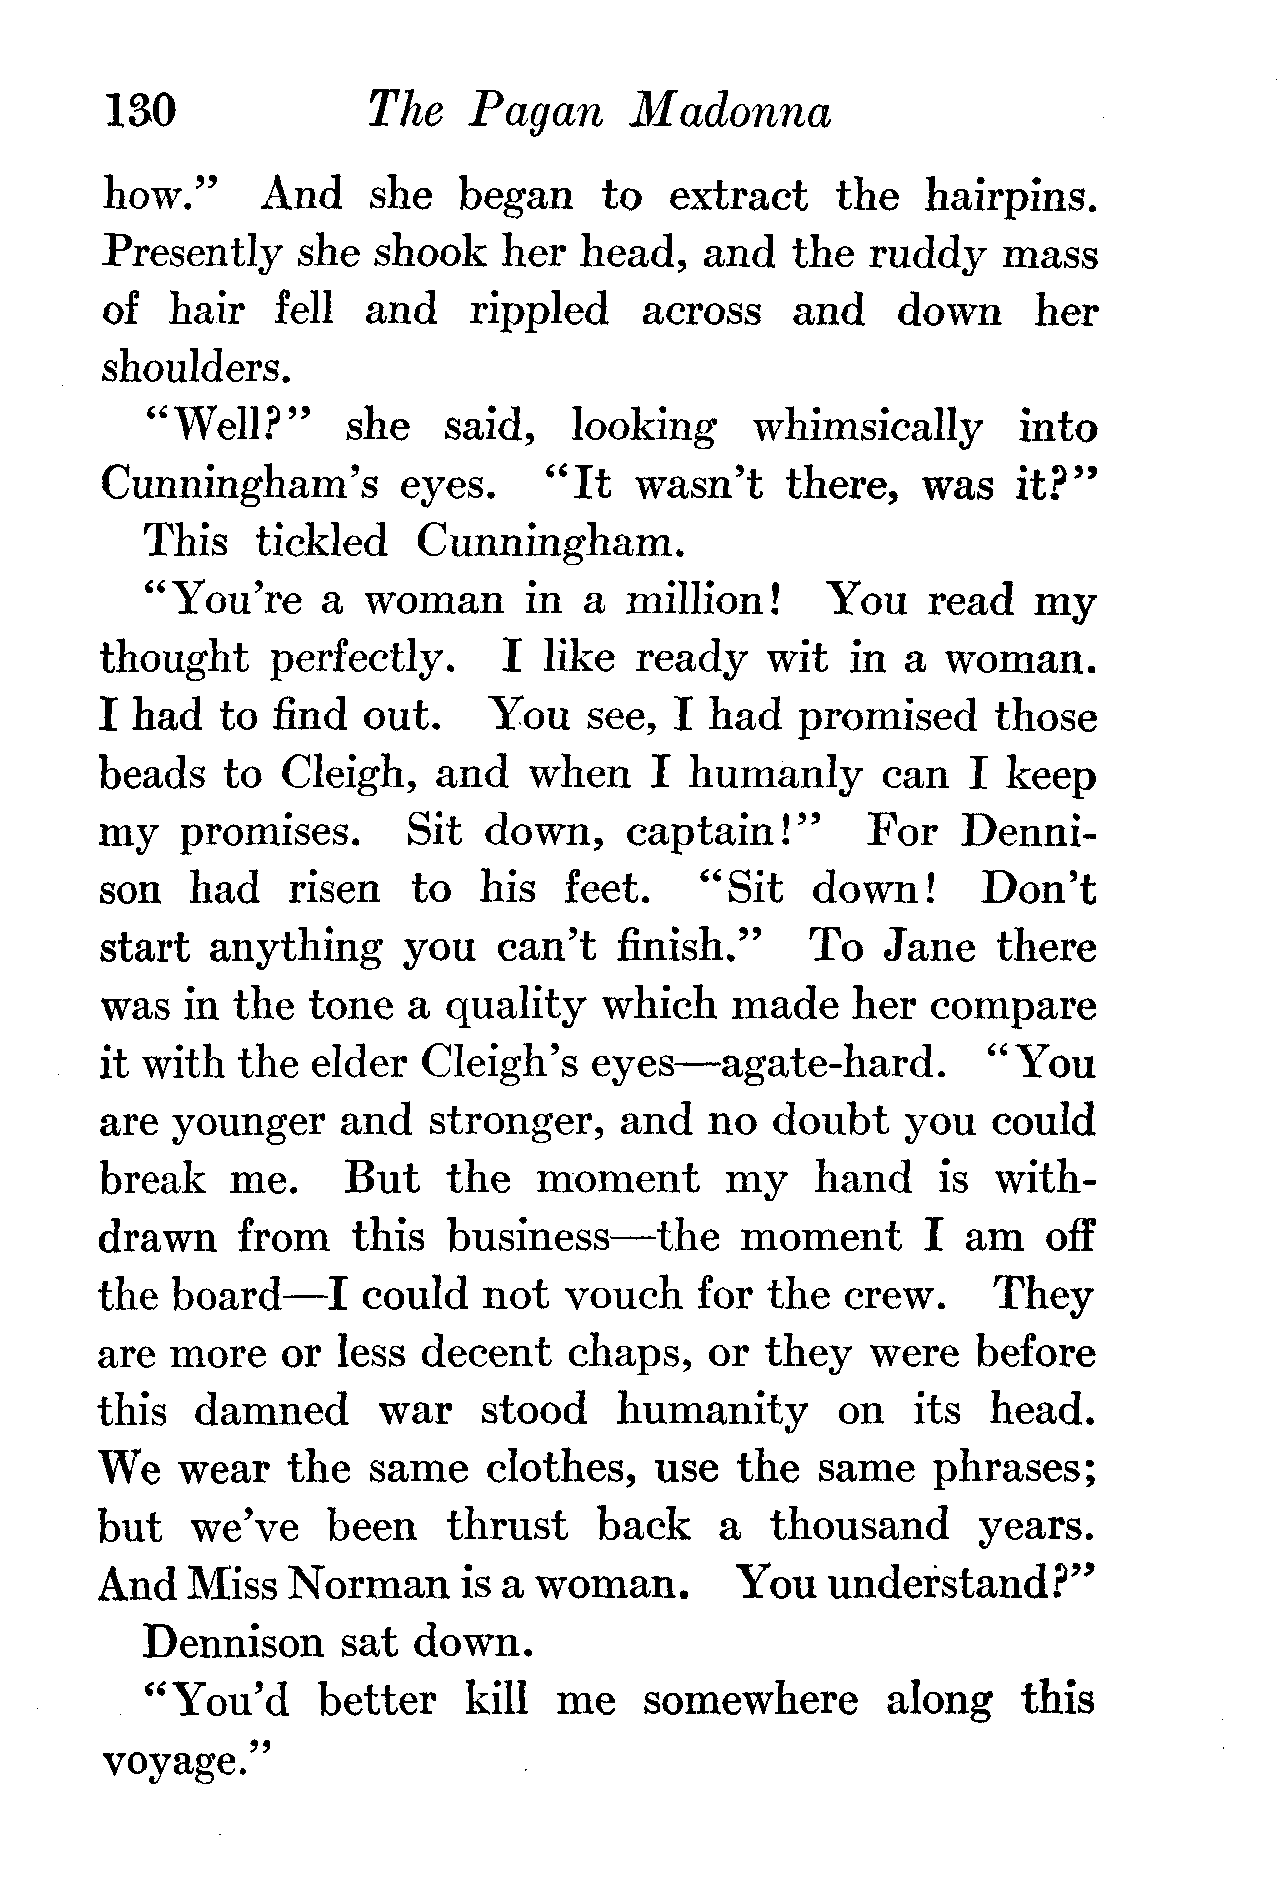 130 The Pagan Madonna
how." And she began to extract the hairpins.
Presently she shook her head, and the ruddy mass
of hair fell and rippled across and down her
shoulders.
"Well?" she said, looking whimsically into
Cunningham's eyes. "It wasn't there, was it?"
This tickled Cunningham.
"You're a woman in a million! You read my
thought perfectly. I like ready wit in a woman.
I had to find out. You see, I had promised those
beads to Cleigh, and when I humanly can I keep
my promises. Sit down, captain!" For Denni-
son had risen to his feet. "Sit down! Don't
start anything you can't finish." To Jane there
was in the tone a quality which made her compare
it with the elder Cleigh's eyes—agate-hard. "You
are younger and stronger, and no doubt you could
break me. But the moment my hand is with-
drawn from this business—the moment I am off
the board—I could not vouch for the crew. They
are more or less decent chaps, or they were before
this damned war stood humanity on its head.
We wear the same clothes, use the same phrases;
but we've been thrust back a thousand years.
And Miss Norman is a woman. You understand?"
Dennison sat down.
"You'd better kill me somewhere along this
voyage."